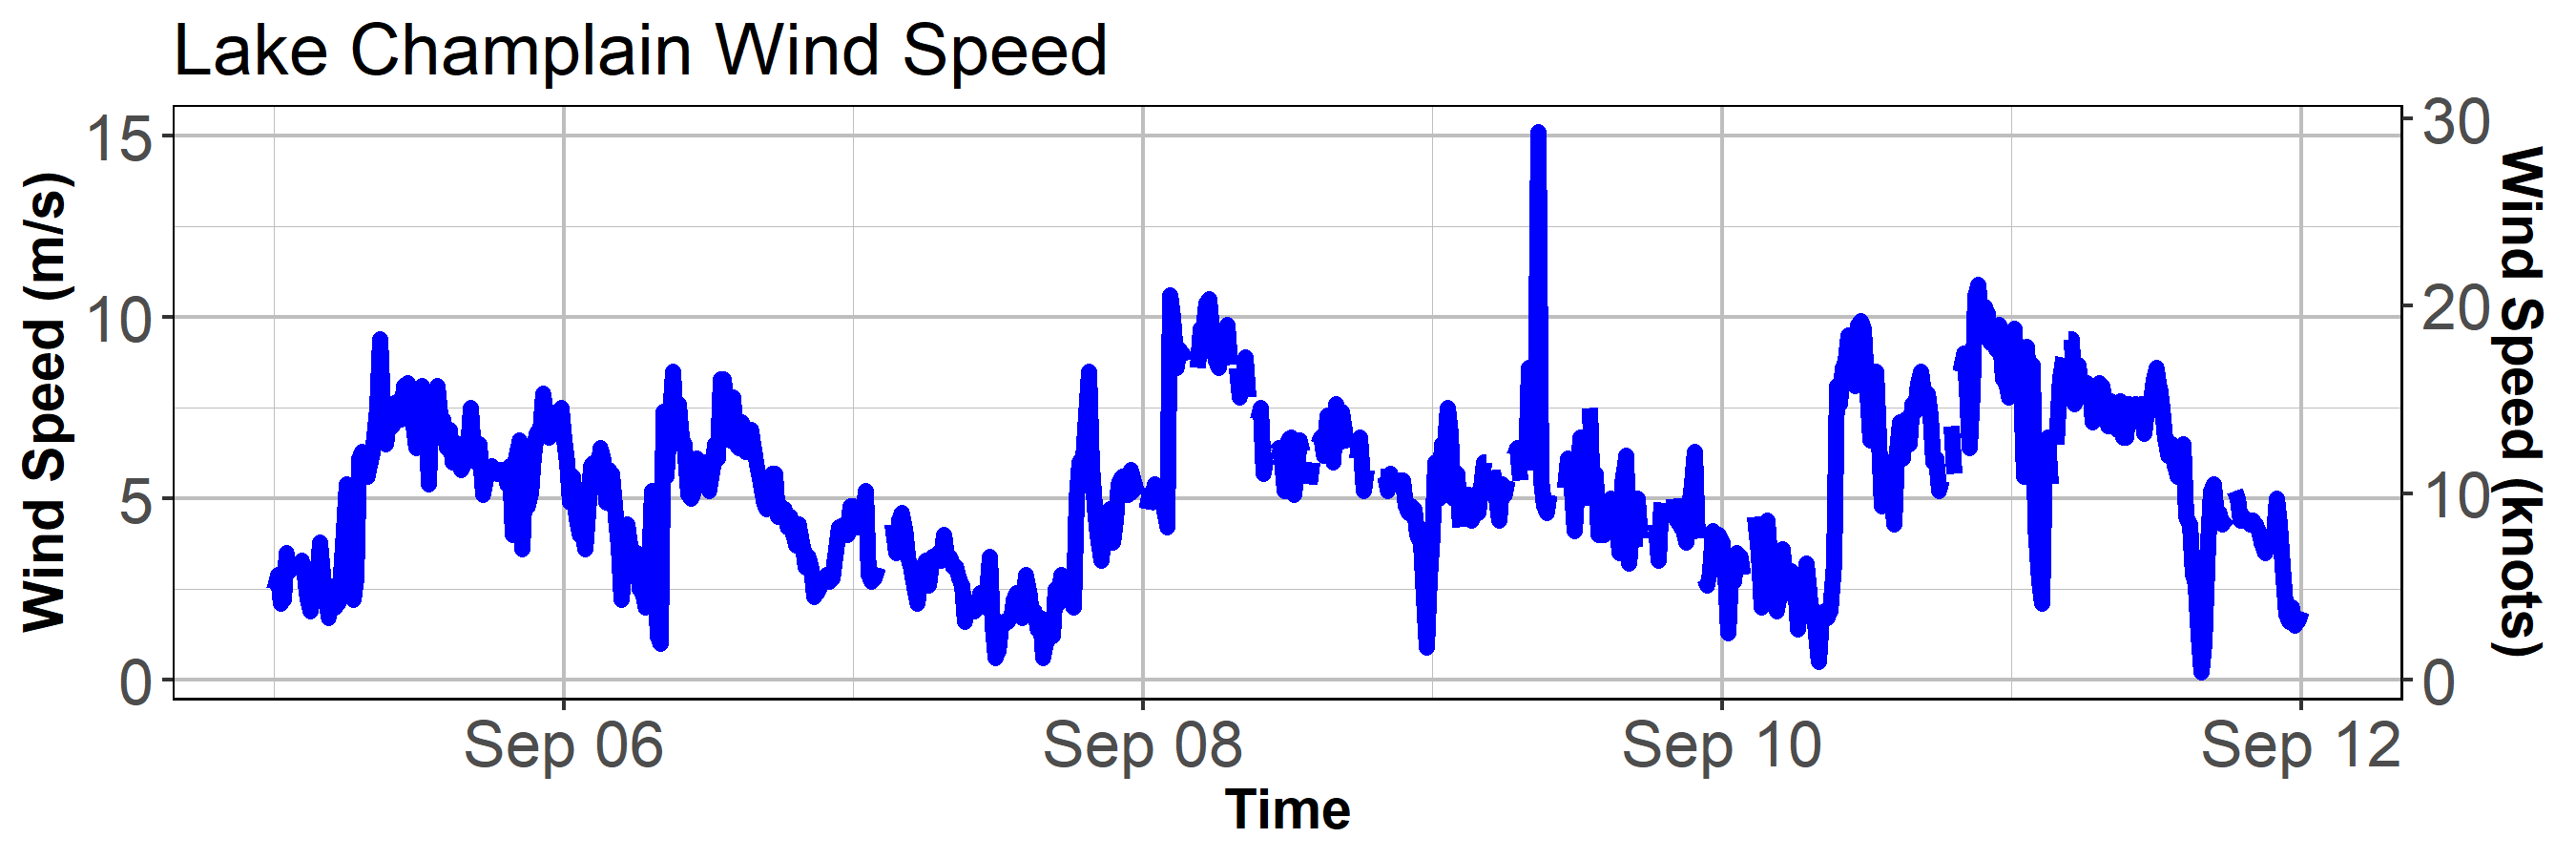 Lake Champlain Wind Speed
Wind Speed (m/s)
15
10
5
0
30
20
10
0
Wind Speed (knots)
Sep 06
Sep 08
Sep 10
Sep 12
Time